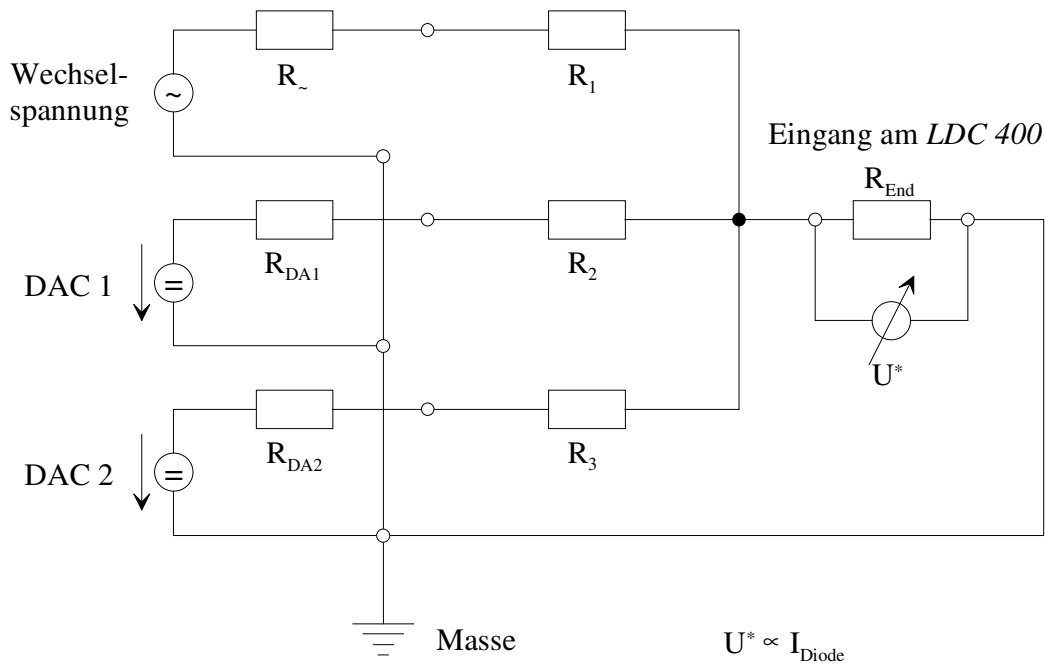 R~
R1
Wechsel-
spannung
~
Eingang am LDC 400
REnd
RDA1
R2
DAC 1
=
U*
RDA2
R3
DAC 2
=
Masse
U* ∝ IDiode